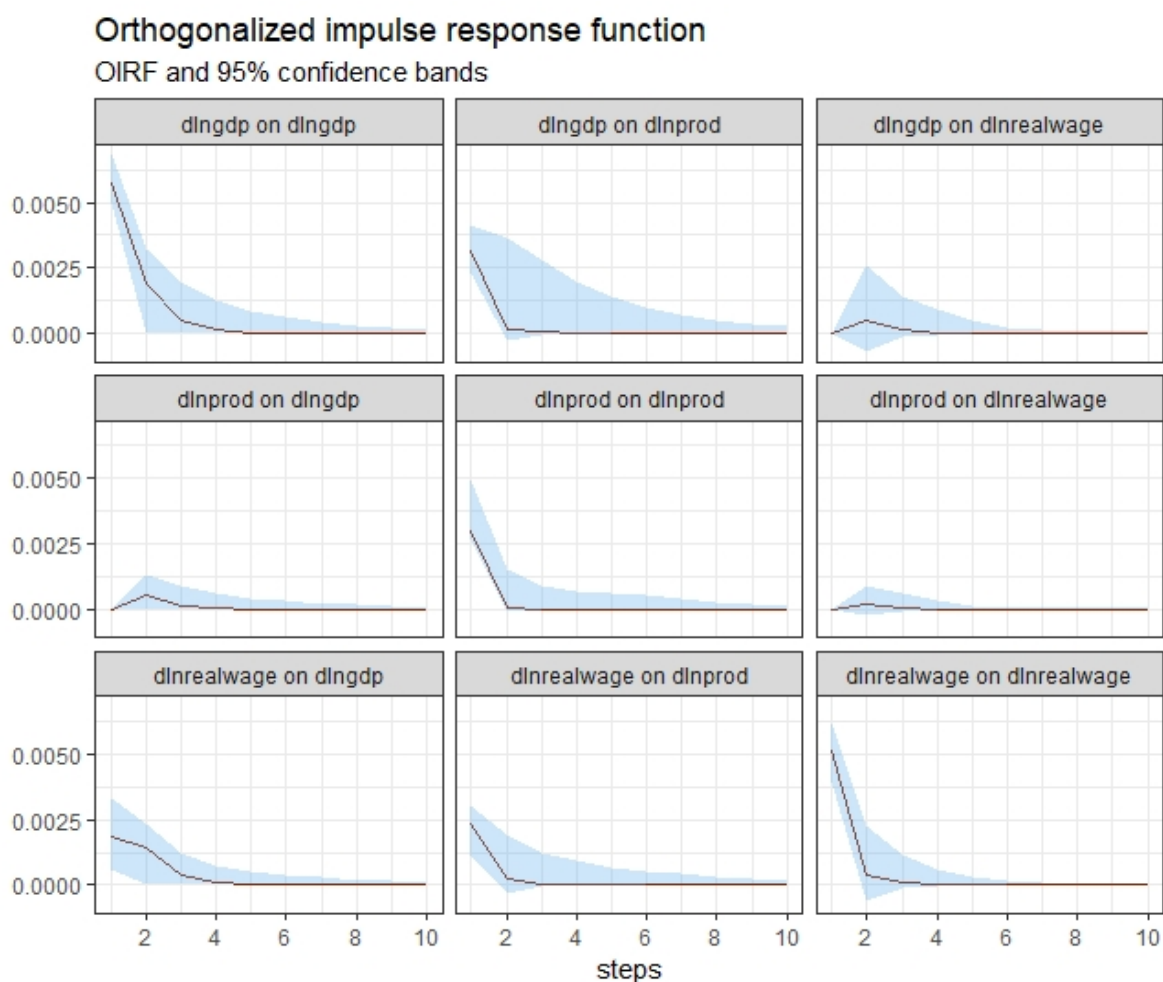 Orthogonalized impulse response function
OIRF and 95% confidence bands
dlngdp on dlngdp
dlngdp on dlnprod
dlngdp on dlnrealwage
0.0050
0.0025
0.0000
dlnprod on dlngdp
dlnprod on dlnprod
dlnprod on dlnrealwage
0.0050
0.0025
0.0000
dlnrealwage on dlngdp
dlnrealwage on dlnprod
dlnrealwage on dlnrealwage
0.0050
0.0025
0.0000
2 4 6 8 10
2 4 6 8 10
2 4 6 8 10
steps